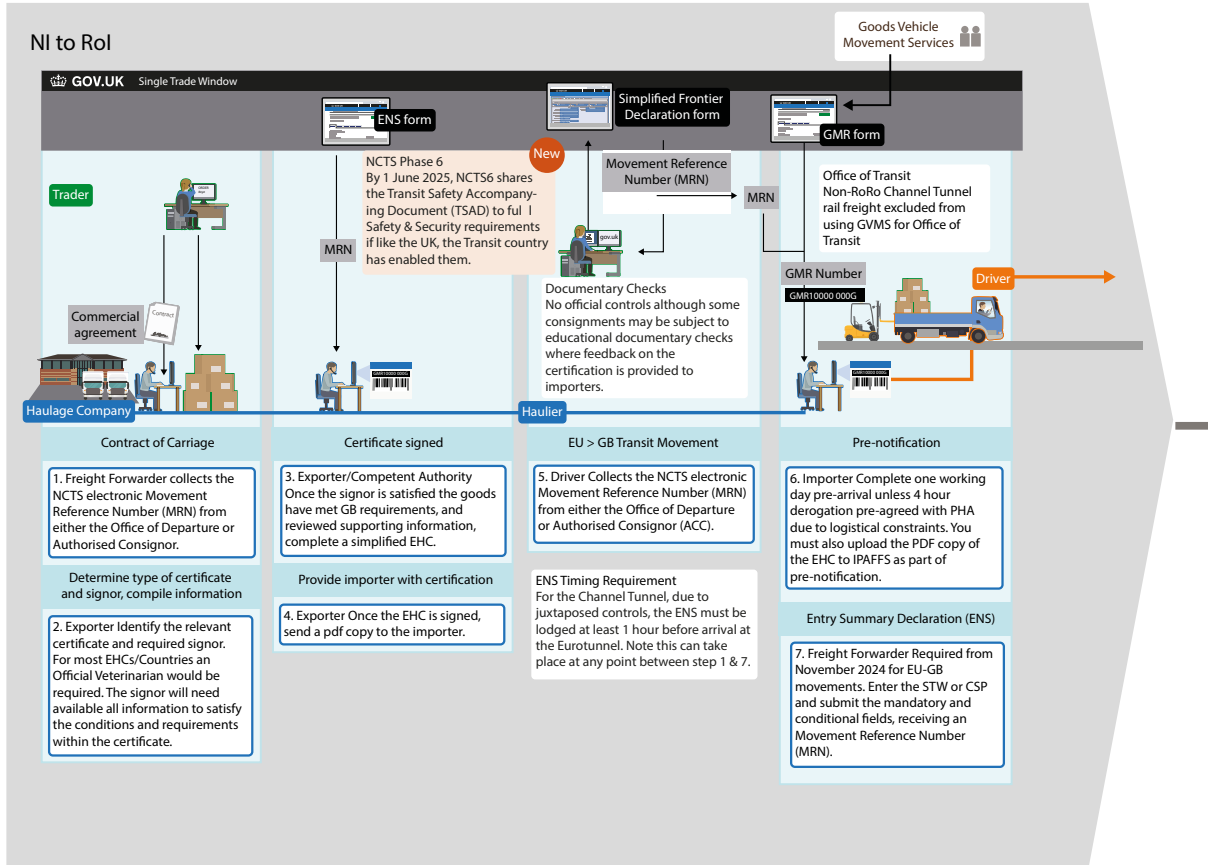 NI to RoI
Goods Vehicle
Movement Services
GOV.UK Single Trade Window
ENS form
Simplified Frontier
Declaration form
GMR form
Trader
NCTS Phase 6
By 1 June 2025, NCTS6 shares
the Transit Safety Accompany-
ing Document (TSAD) to ful l
Safety & Security requirements
if like the UK, the Transit country
has enabled them.
New
Movement Reference
Number (MRN)
MRN
MRN
gov.uk
Office of Transit
Non-RoRo Channel Tunnel
rail freight excluded from
using GVMS for Office of
Transit
GMR Number
GMR10000 000G
Driver
Commercial
agreement
Contract
Documentary Checks
No official controls although some
consignments may be subject to
educational documentary checks
where feedback on the
certification is provided to
importers.
GMR10000 000G
GMR10000 000G
Haulage Company
Haulier
Contract of Carriage
1. Freight Forwarder collects the
NCTS electronic Movement
Reference Number (MRN) from
either the Office of Departure or
Authorised Consignor.
Determine type of certificate
and signor, compile information
2. Exporter Identify the relevant
certificate and required signor.
For most EHCs/Countries an
Official Veterinarian would be
required. The signor will need
available all information to satisfy
the conditions and requirements
within the certificate.
Certificate signed
3. Exporter/Competent Authority
Once the signor is satisfied the goods
have met GB requirements, and
reviewed supporting information,
complete a simplified EHC.
Provide importer with certification
4. Exporter Once the EHC is signed,
send a pdf copy to the importer.
EU > GB Transit Movement
5. Driver Collects the NCTS electronic
Movement Reference Number (MRN)
from either the Office of Departure
or Authorised Consignor (ACC).
ENS Timing Requirement
For the Channel Tunnel, due to
juxtaposed controls, the ENS must be
lodged at least 1 hour before arrival at
the Eurotunnel. Note this can take
place at any point between step 1 & 7.
Pre-notification
6. Importer Complete one working
day pre-arrival unless 4 hour
derogation pre-agreed with PHA
due to logistical constraints. You
must also upload the PDF copy of
the EHC to IPAFFS as part of
pre-notification.
Entry Summary Declaration (ENS)
7. Freight Forwarder Required from
November 2024 for EU-GB
movements. Enter the STW or CSP
and submit the mandatory and
conditional fields, receiving an
Movement Reference Number
(MRN).